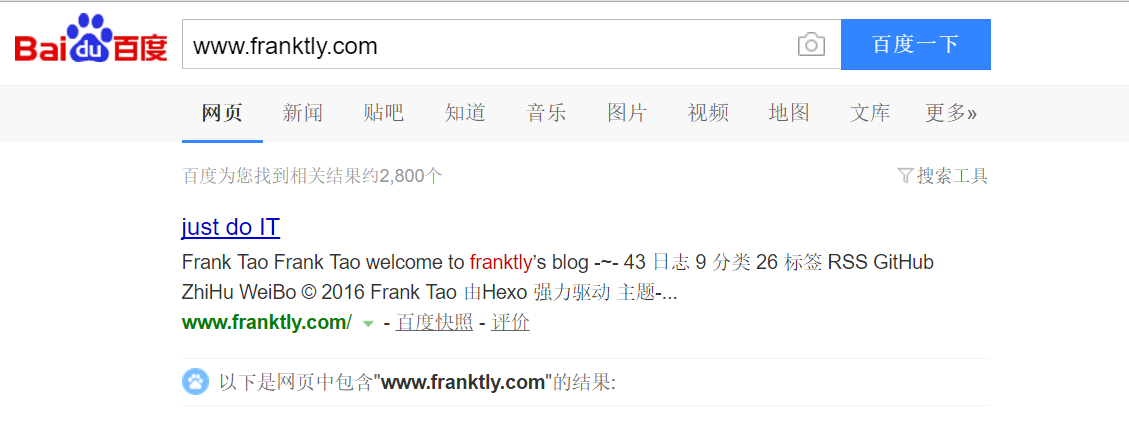 Bai du 百度 www.franktly.com 百度一下
网页 新闻 贴吧 知道 音乐 图片 视频 地图 文库 更多»
百度为您找到相关结果约2,800个 搜索工具
just do IT
Frank Tao Frank Tao welcome to franktly’s blog -~- 43 日志 9 分类 26 标签 RSS GitHub
ZhiHu WeiBo © 2016 Frank Tao 由Hexo 强力驱动 主题-...
www.franktly.com/ - 百度快照 - 评价
以下是网页中包含"www.franktly.com"的结果: